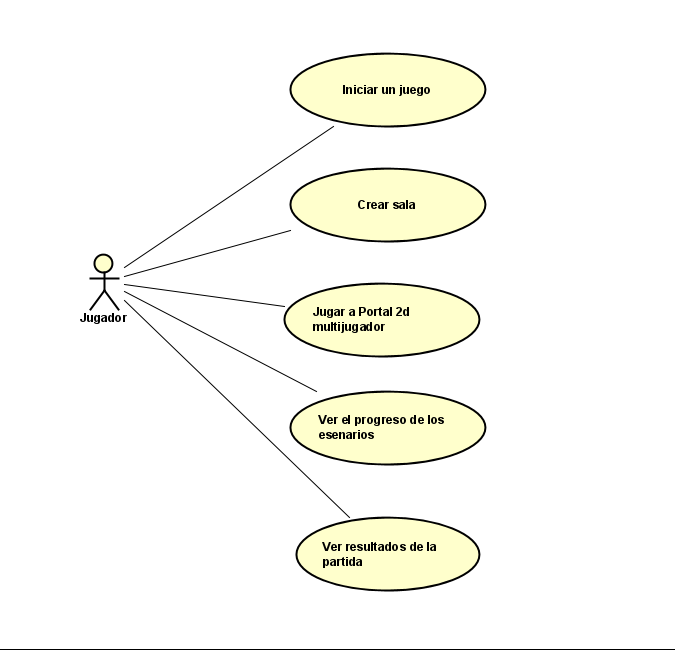 Iniciar un juego
Crear sala
Jugar a Portal 2d
multijugador
Jugador
Ver el progreso de los
esenarios
Ver resultados de la
partida